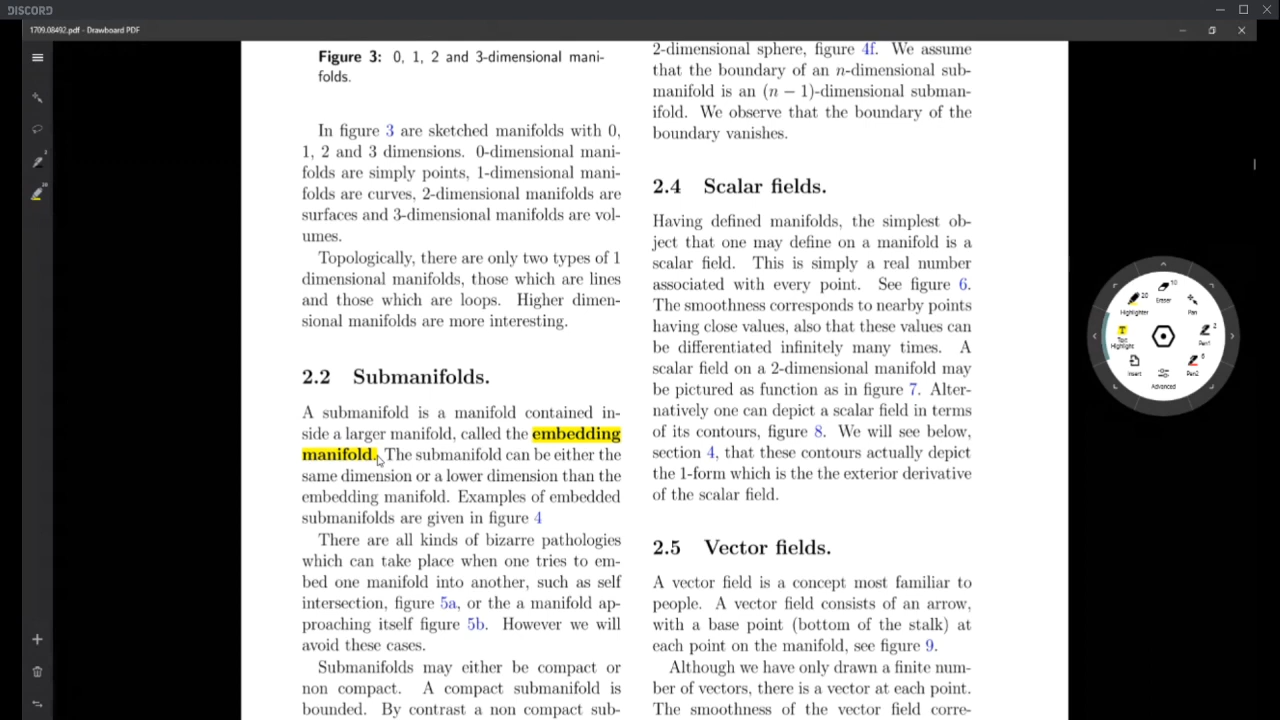 DISCORD
1709.08492.pdf - Drawboard PDF
Figure 3: 0, 1, 2 and 3-dimensional mani-
folds.
In figure 3 are sketched manifolds with 0,
1, 2 and 3 dimensions. 0-dimensional mani-
folds are simply points, 1-dimensional mani-
folds are curves, 2-dimensional manifolds are
surfaces and 3-dimensional manifolds are vol-
umes.
Topologically, there are only two types of 1
dimensional manifolds, those which are lines
and those which are loops. Higher dimen-
sional manifolds are more interesting.
2.2 Submanifolds.
A submanifold is a manifold contained in-
side a larger manifold, called the embedding
manifold. The submanifold can be either the
same dimension or a lower dimension than the
embedding manifold. Examples of embedded
submanifolds are given in figure 4
There are all kinds of bizarre pathologies
which can take place when one tries to em-
bed one manifold into another, such as self
intersection, figure 5a, or the a manifold ap-
proaching itself figure 5b. However we will
avoid these cases.
Submanifolds may either be compact or
non compact. A compact submanifold is
bounded. By contrast a non compact sub-
2-dimensional sphere, figure 4f. We assume
that the boundary of an n-dimensional sub-
manifold is an (n − 1)-dimensional subman-
ifold. We observe that the boundary of the
boundary vanishes.
2.4 Scalar fields.
Having defined manifolds, the simplest ob-
ject that one may define on a manifold is a
scalar field. This is simply a real number
associated with every point. See figure 6.
The smoothness corresponds to nearby points
having close values, also that these values can
be differentiated infinitely many times. A
scalar field on a 2-dimensional manifold may
be pictured as function as in figure 7. Alter-
natively one can depict a scalar field in terms
of its contours, figure 8. We will see below,
section 4, that these contours actually depict
the 1-form which is the the exterior derivative
of the scalar field.
2.5 Vector fields.
A vector field is a concept most familiar to
people. A vector field consists of an arrow,
with a base point (bottom of the stalk) at
each point on the manifold, see figure 9.
Although we have only drawn a finite num-
ber of vectors, there is a vector at each point.
The smoothness of the vector field corre-
Highlighter
Eraser
Pan
Text
Highlight
Pen1
Insert
Pen2
Advanced